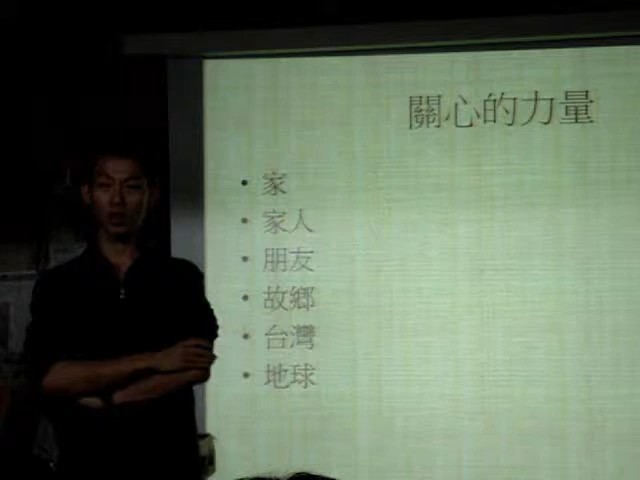 關心的力量
• 家
• 家人
• 朋友
• 故鄉
• 台灣
• 地球